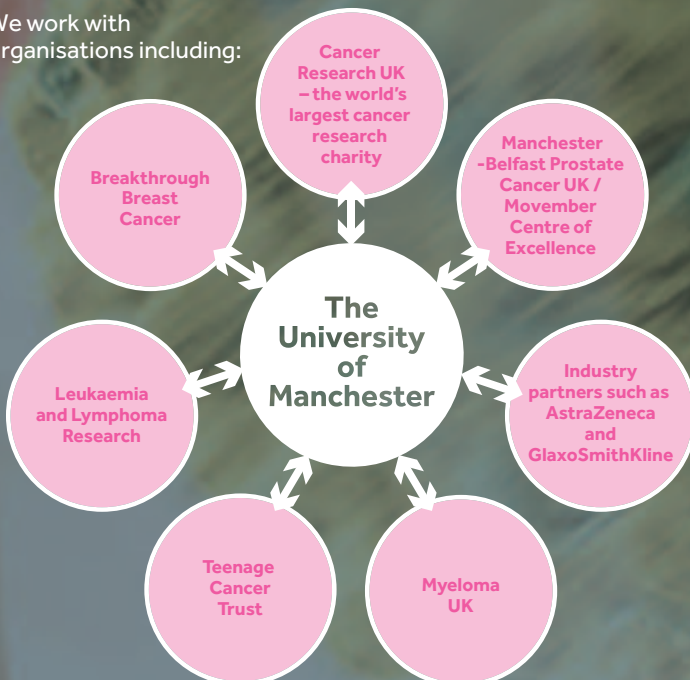 We work with
organisations including:
Cancer
Research UK
– the world's
largest cancer
research
charity
Manchester
-Belfast Prostate
Cancer UK /
Movember
Centre of
Excellence
Industry
partners such as
AstraZeneca
and
GlaxoSmithKline
Myeloma
UK
Teenage
Cancer
Trust
Leukaemia
and Lymphoma
Research
Breakthrough
Breast
Cancer
The
University
of
Manchester